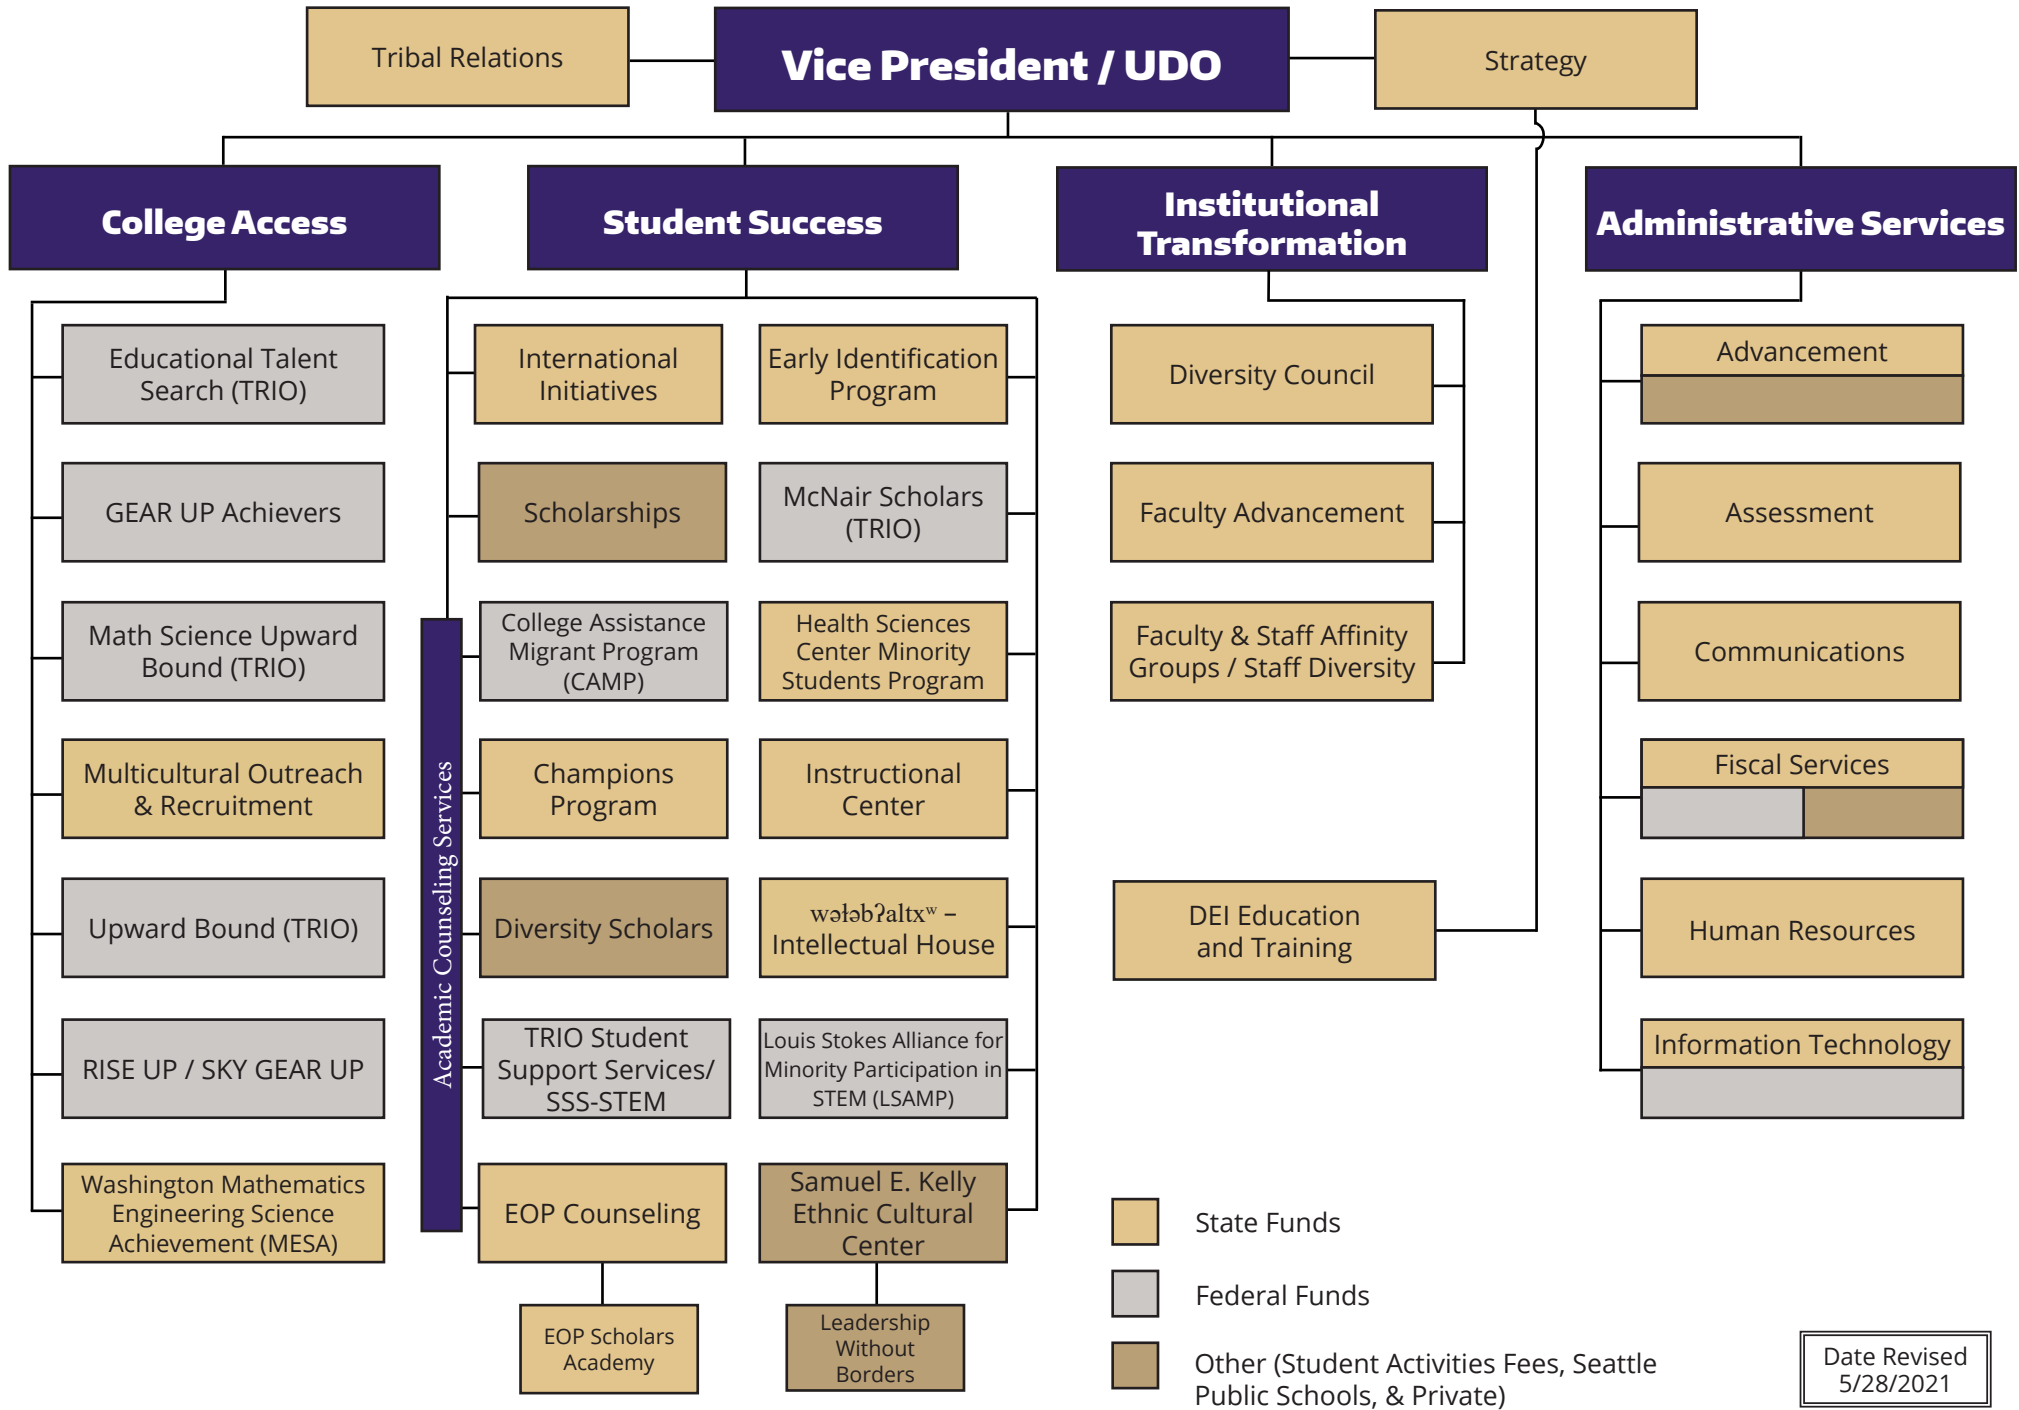 Tribal Relations
Vice President / UDO
Strategy
College Access
Student Success
Institutional
Transformation
Administrative Services
Educational Talent
Search (TRIO)
GEAR UP Achievers
Math Science Upward
Bound (TRIO)
Multicultural Outreach
& Recruitment
Upward Bound (TRIO)
RISE UP / SKY GEAR UP
Washington Mathematics
Engineering Science
Achievement (MESA)
Academic Counseling Services
International
Initiatives
Scholarships
College Assistance
Migrant Program
(CAMP)
Champions
Program
Diversity Scholars
TRIO Student
Support Services/
SSS-STEM
EOP Counseling
EOP Scholars
Academy
Early Identification
Program
McNair Scholars
(TRIO)
Health Sciences
Center Minority
Students Program
Instructional
Center
wəɫəbʔaltxʷ –
Intellectual House
Louis Stokes Alliance for
Minority Participation in
STEM (LSAMP)
Samuel E. Kelly
Ethnic Cultural
Center
Leadership
Without
Borders
Diversity Council
Faculty Advancement
Faculty & Staff Affinity
Groups / Staff Diversity
DEI Education
and Training
Advancement
Assessment
Communications
Fiscal Services
Human Resources
Information Technology
State Funds
Federal Funds
Other (Student Activities Fees, Seattle
Public Schools, & Private)
Date Revised
5/28/2021